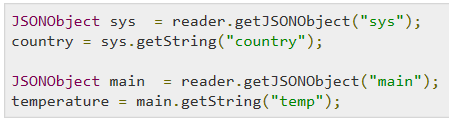 JSONObject sys  = reader.getJSONObject("sys");
country = sys.getString("country");

JSONObject main  = reader.getJSONObject("main");
temperature = main.getString("temp");